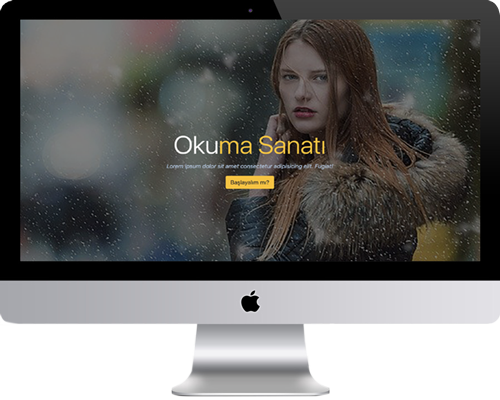 Okuma Sanatı
Lorem ipsum dolor sit amet consectetur adipisicing elit. Fugiat!
Başlayalım mı?